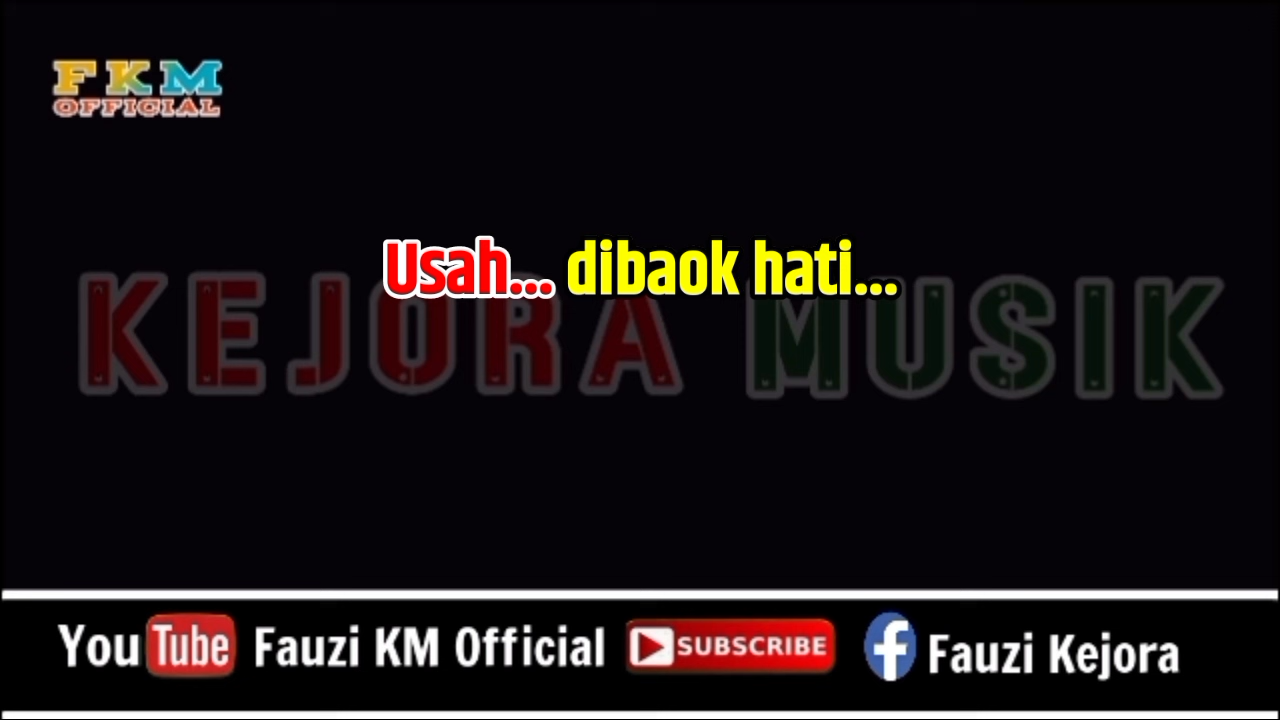 FKM
OFFICIAL
Usah... dibaok hati...
KEJORA MUSIK
YouTube Fauzi KM Official SUBSCRIBE f Fauzi Kejora